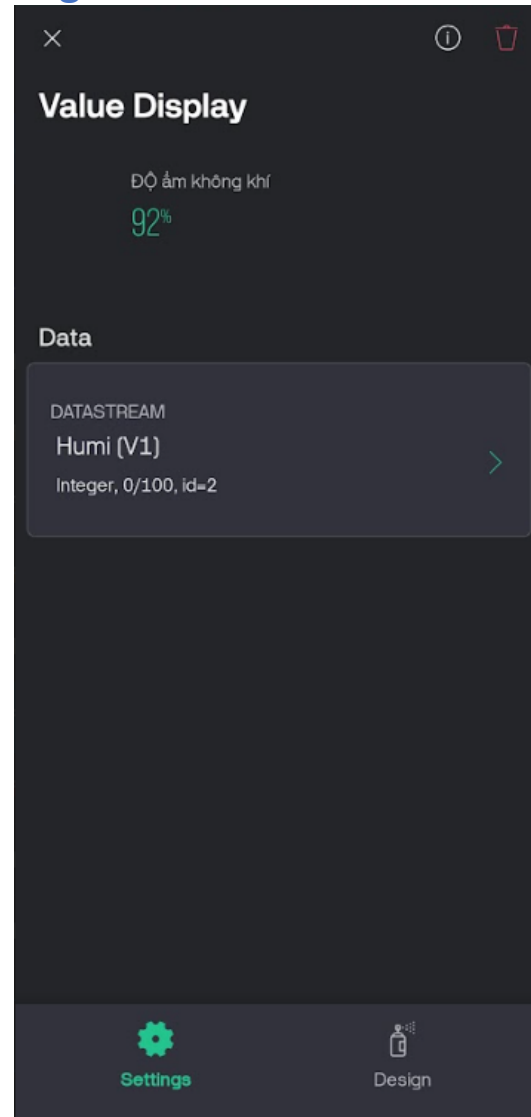 Value Display
ĐỘ ẩm không khí
92%
Data
DATASTREAM
Humi (V1)
Integer, 0/100, id=2
Settings
Design